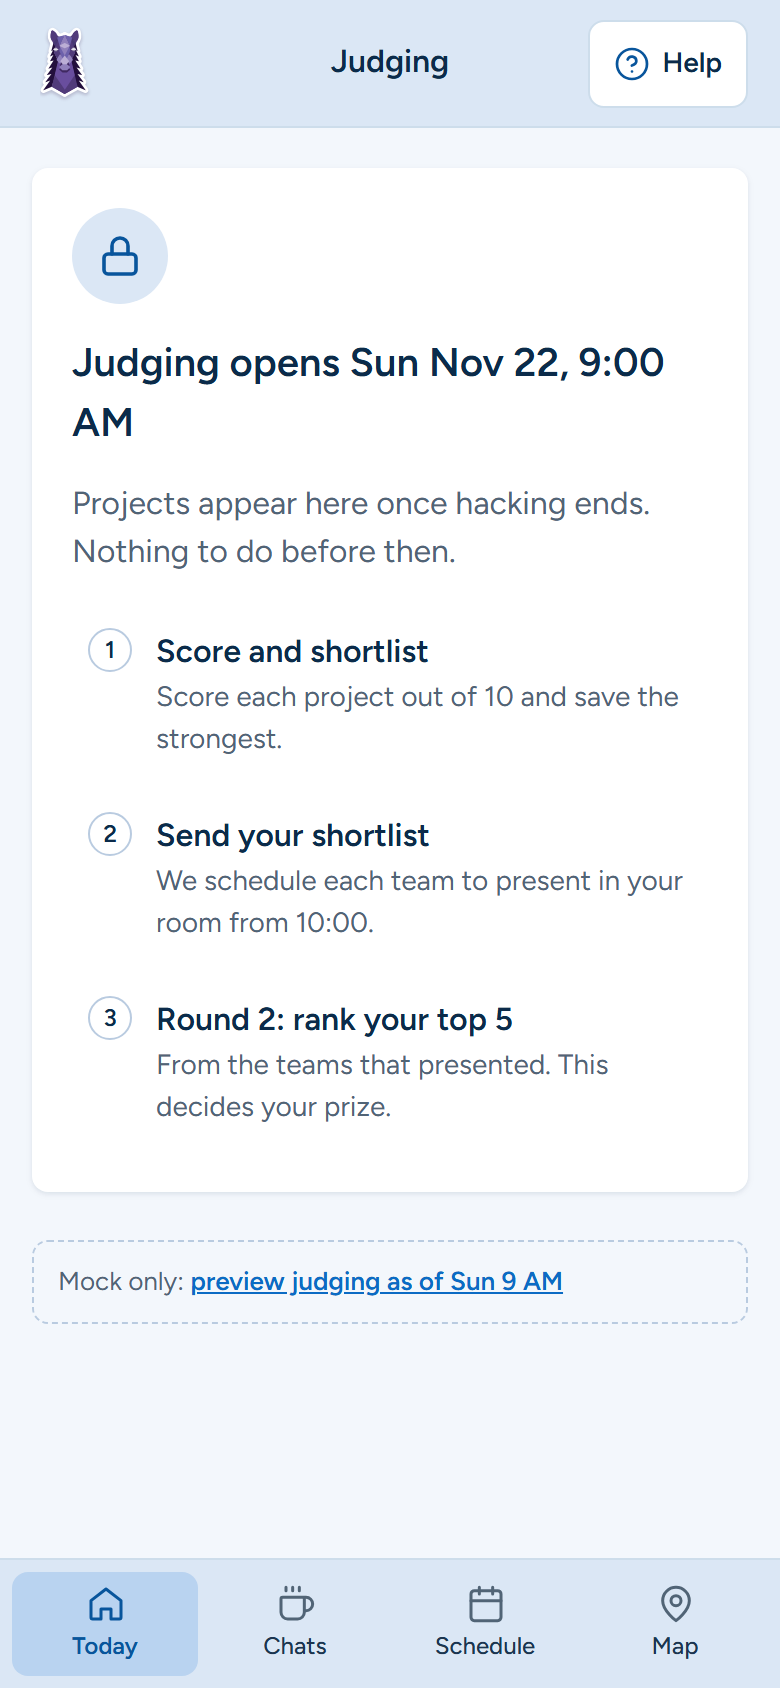 Judging
Help
Judging opens Sun Nov 22, 9:00
AM
Projects appear here once hacking ends.
Nothing to do before then.
1
Score and shortlist
Score each project out of 10 and save the
strongest.
2
Send your shortlist
We schedule each team to present in your
room from 10:00.
3
Round 2: rank your top 5
From the teams that presented. This
decides your prize.
Mock only: preview judging as of Sun 9 AM
Today
Chats
Schedule
Map